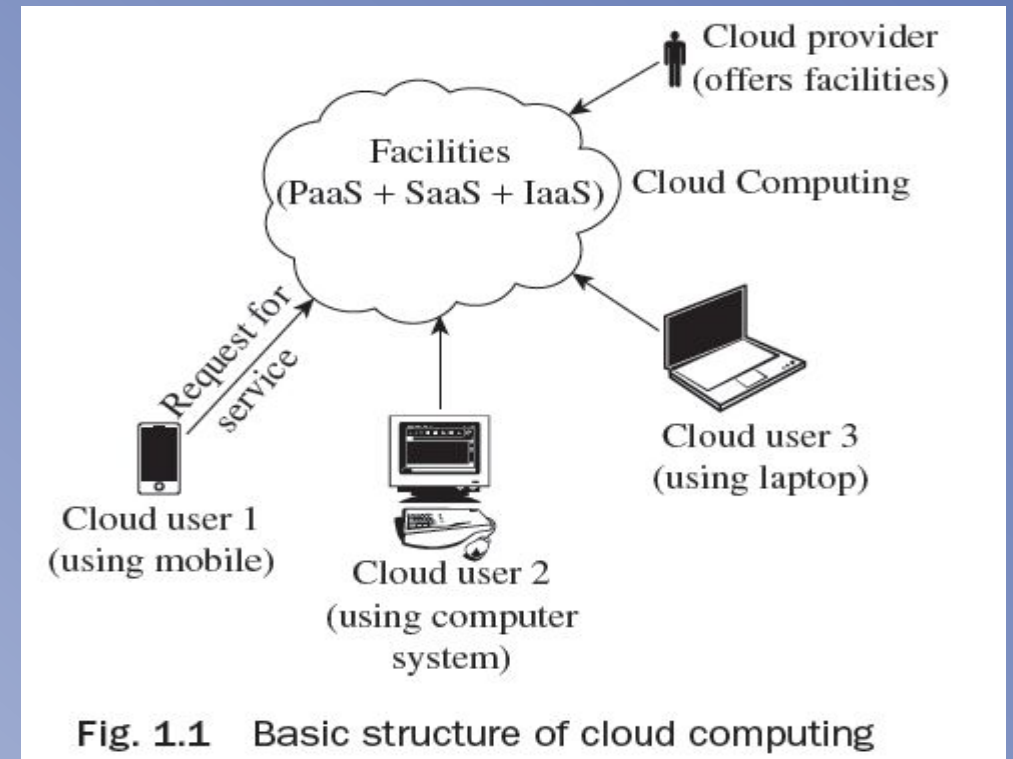 Cloud provider
(offers facilities)
Facilities
(PaaS + SaaS + IaaS)
Cloud Computing
Request for
service
Cloud user 1
(using mobile)
Cloud user 2
(using computer
system)
Cloud user 3
(using laptop)
Fig. 1.1 Basic structure of cloud computing